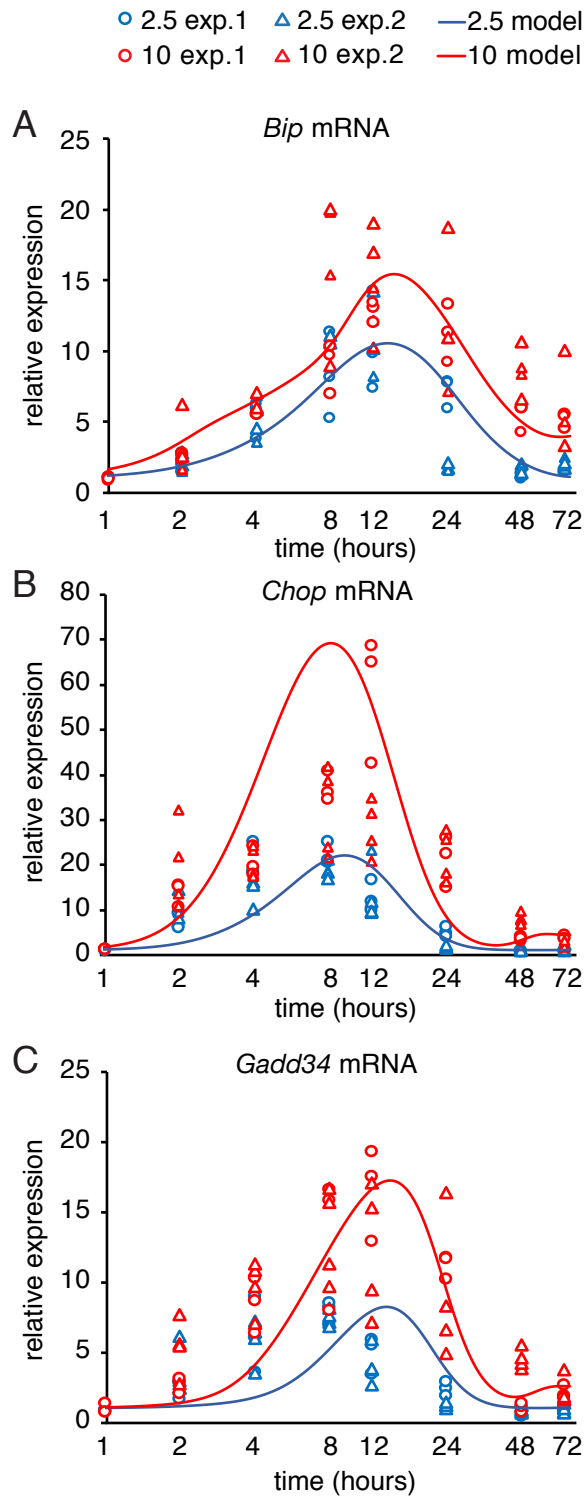 2.5 exp.1 2.5 exp.2 2.5 model
10 exp.1 10 exp.2 10 model
A
Bip mRNA
relative expression
25
20
15
10
5
0
1 2 4 8 12 24 48 72
time (hours)
B
Chop mRNA
relative expression
80
70
60
50
40
30
20
10
0
1 2 4 8 12 24 48 72
time (hours)
C
Gadd34 mRNA
relative expression
25
20
15
10
5
0
1 2 4 8 12 24 48 72
time (hours)